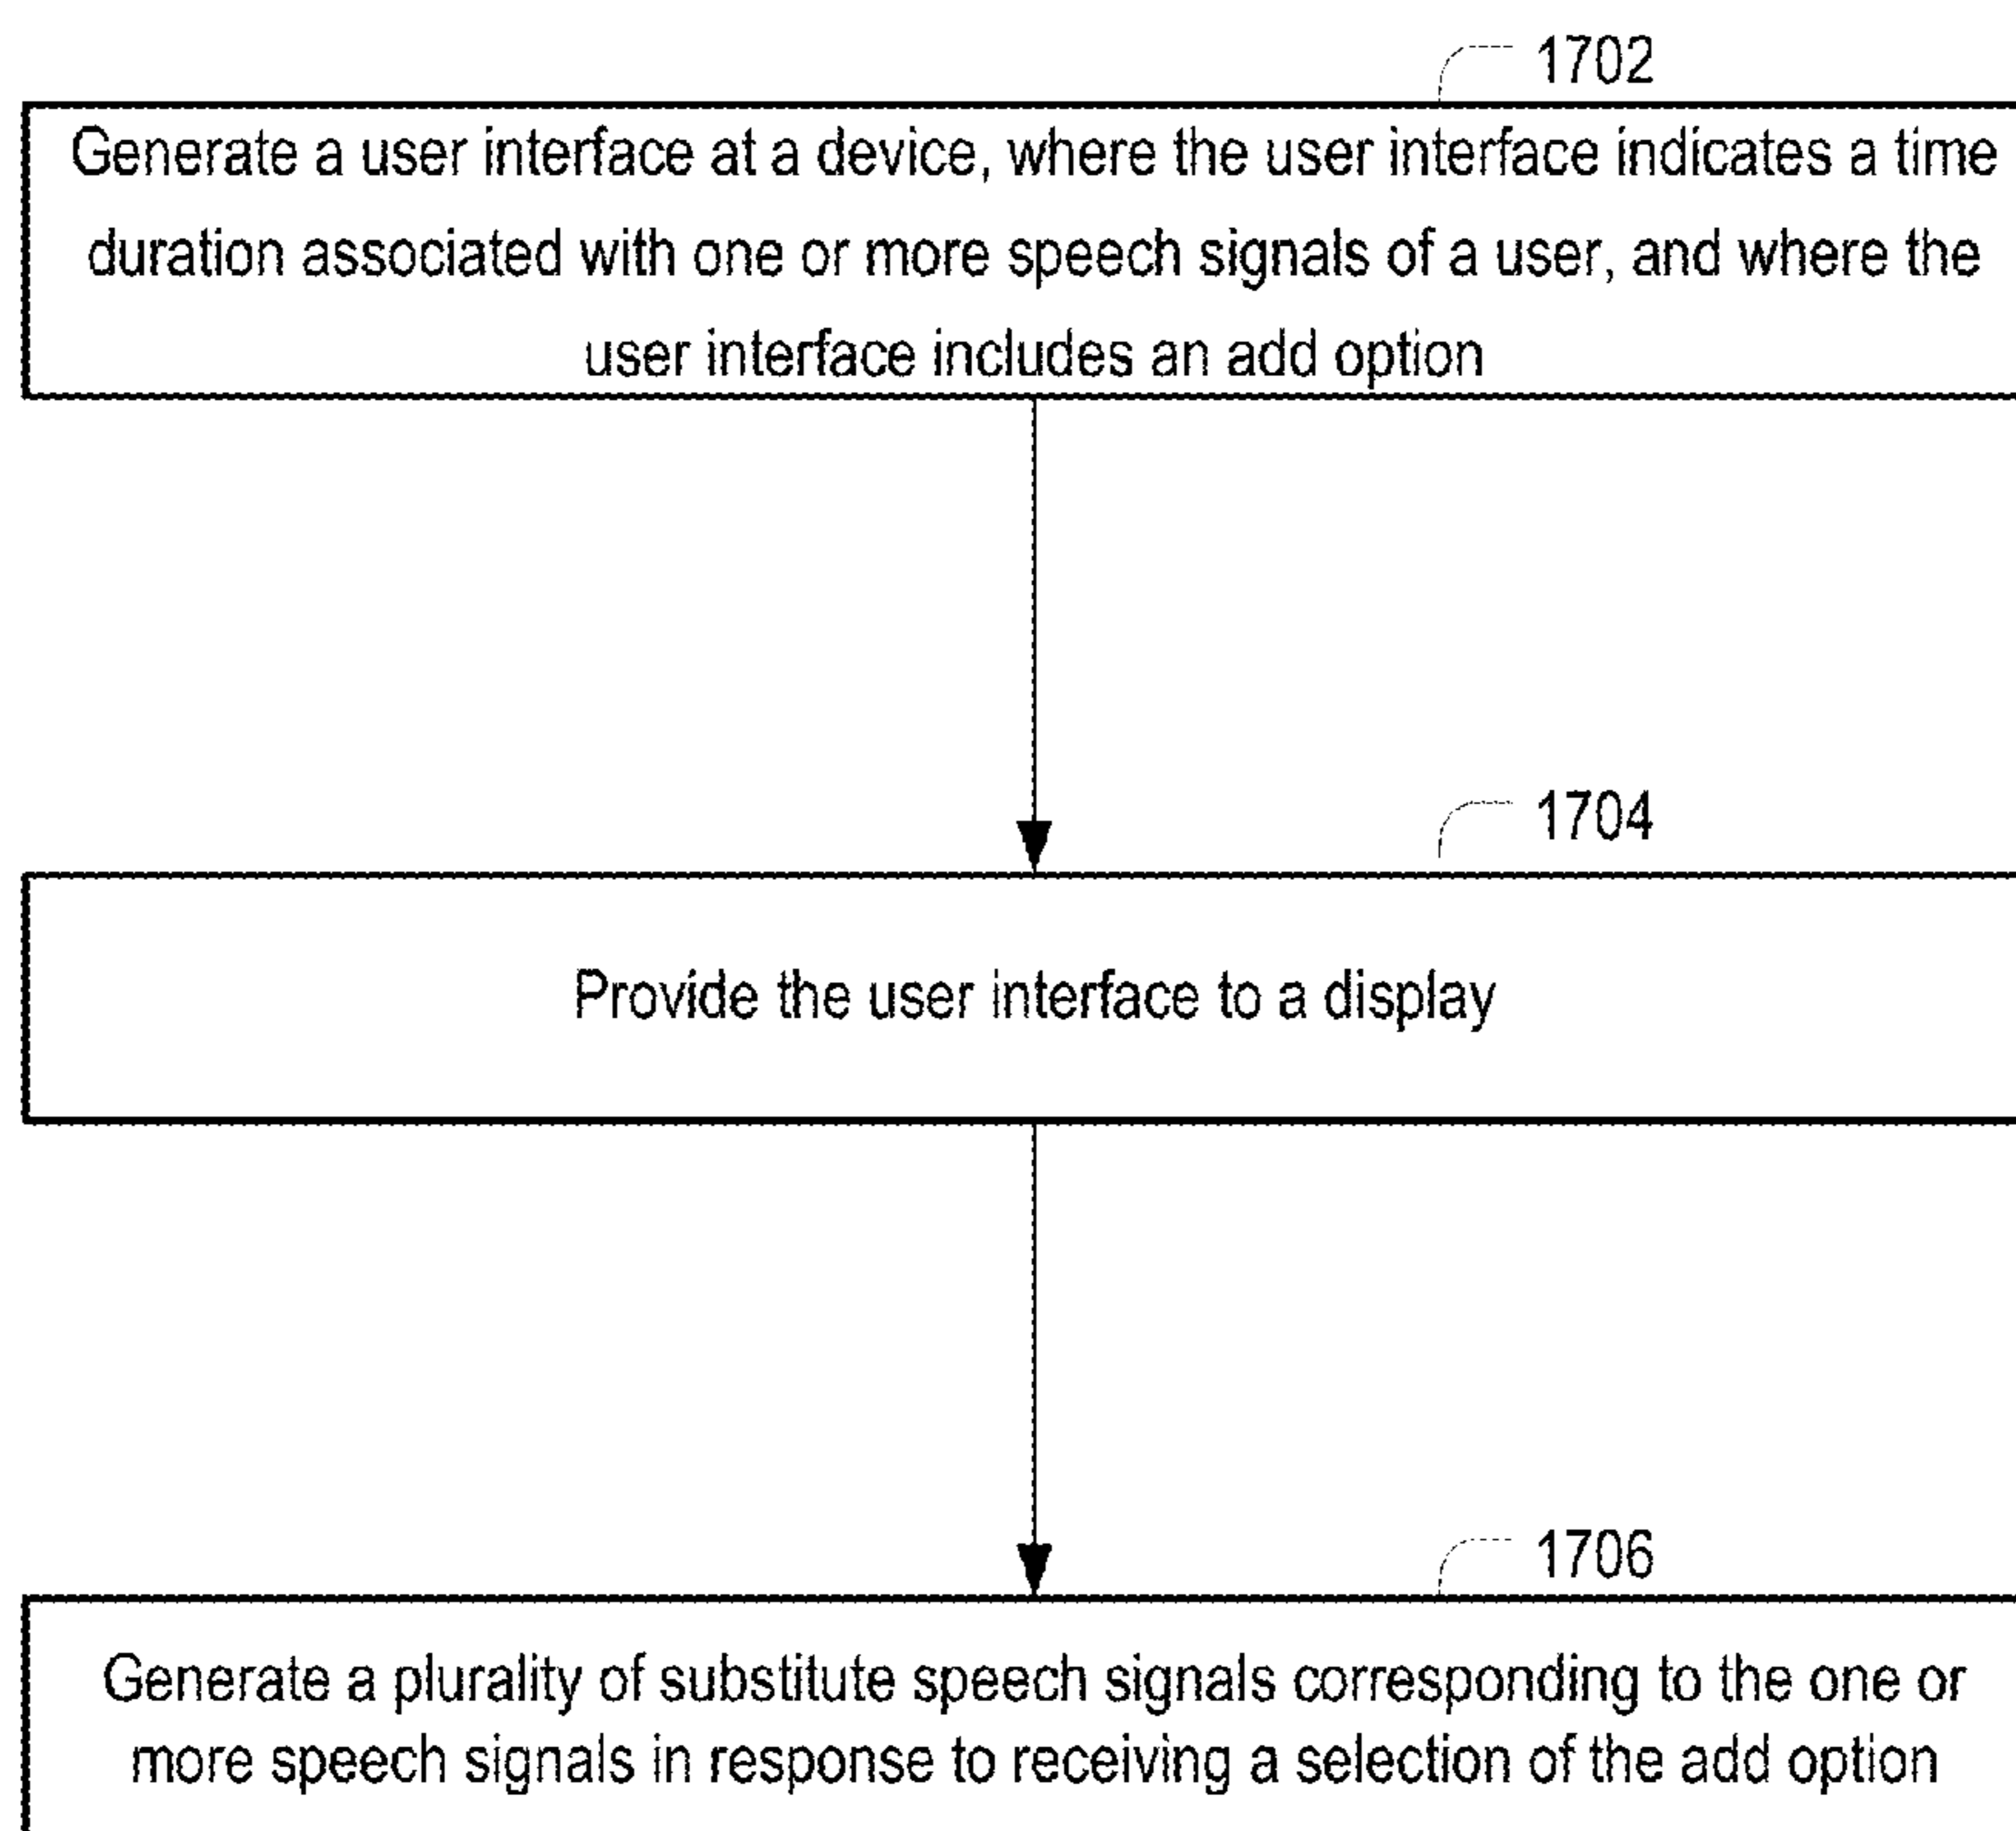 1702
Generate a user interface at a device, where the user interface indicates a time
duration associated with one or more speech signals of a user, and where the
user interface includes an add option
1704
Provide the user interface to a display
1706
Generate a plurality of substitute speech signals corresponding to the one or
more speech signals in response to receiving a selection of the add option